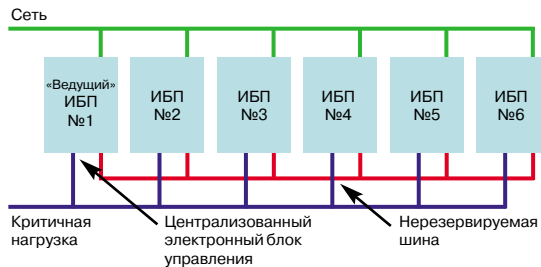 Сеть
«Ведущий»
ИБП
№1
ИБП
№2
ИБП
№3
ИБП
№4
ИБП
№5
ИБП
№6
Критичная
нагрузка
Централизованный
электронный блок
управления
Нерезервируемая
шина